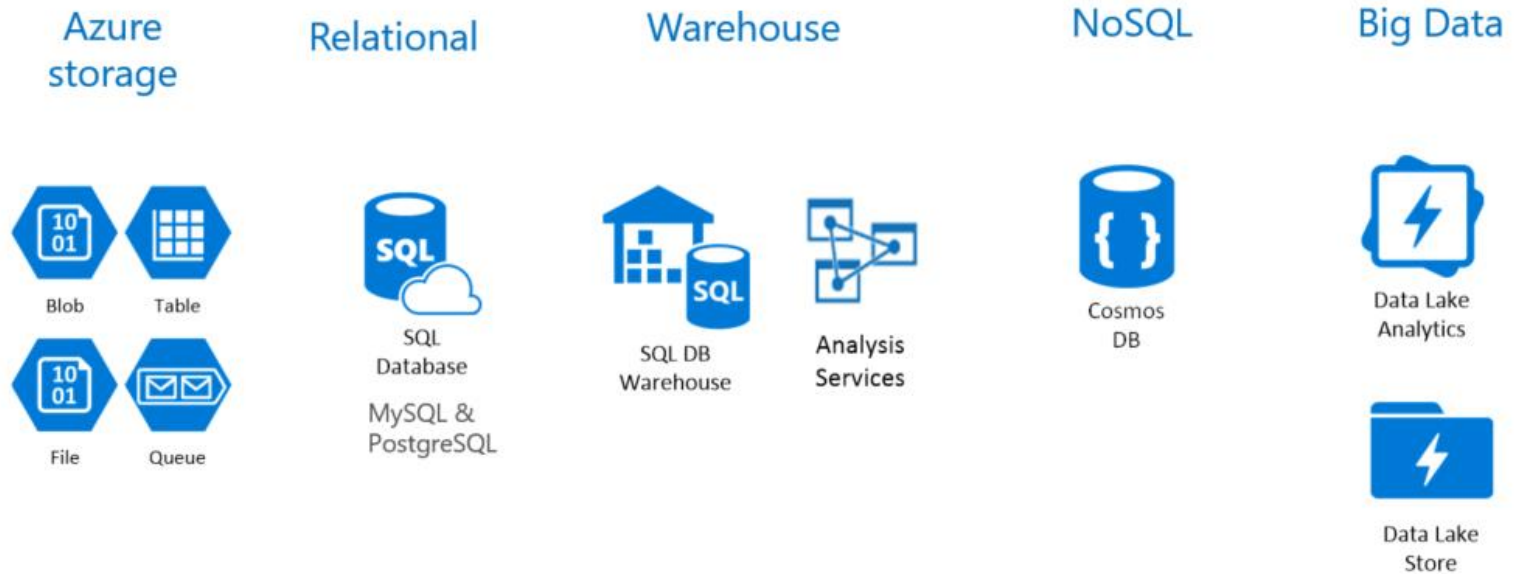 Azure
storage
Relational
Warehouse
NoSQL
Big Data
10
01
Blob
Table
10
01
File
Queue
SQL
SQL
Database
MySQL &
PostgreSQL
SQL
SQL DB
Warehouse
Analysis
Services
{ }
Cosmos
DB
Data Lake
Analytics
Data Lake
Store